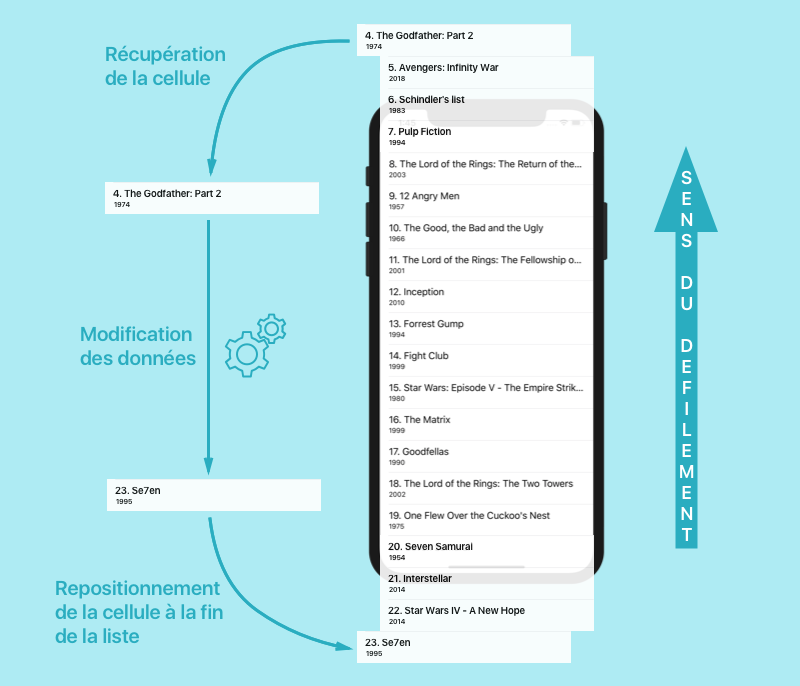 Récupération
de la cellule
4. The Godfather: Part 2
1974
5. Avengers: Infinity War
2018
6. Schindler's list
1983
7. Pulp Fiction
1994
8. The Lord of the Rings: The Return of the...
2003
9. 12 Angry Men
1957
10. The Good, the Bad and the Ugly
1966
11. The Lord of the Rings: The Fellowship o...
2001
12. Inception
2010
13. Forrest Gump
1994
14. Fight Club
1999
15. Star Wars: Episode V - The Empire Strik...
1980
16. The Matrix
1999
17. Goodfellas
1990
18. The Lord of the Rings: The Two Towers
2002
19. One Flew Over the Cuckoo's Nest
1975
20. Seven Samurai
1954
21. Interstellar
2014
22. Star Wars IV - A New Hope
2014
23. Se7en
1995
4. The Godfather: Part 2
1974
Modification
des données
23. Se7en
1995
Repositionnement
de la cellule à la fin
de la liste
SENS DU DEFILEMENT